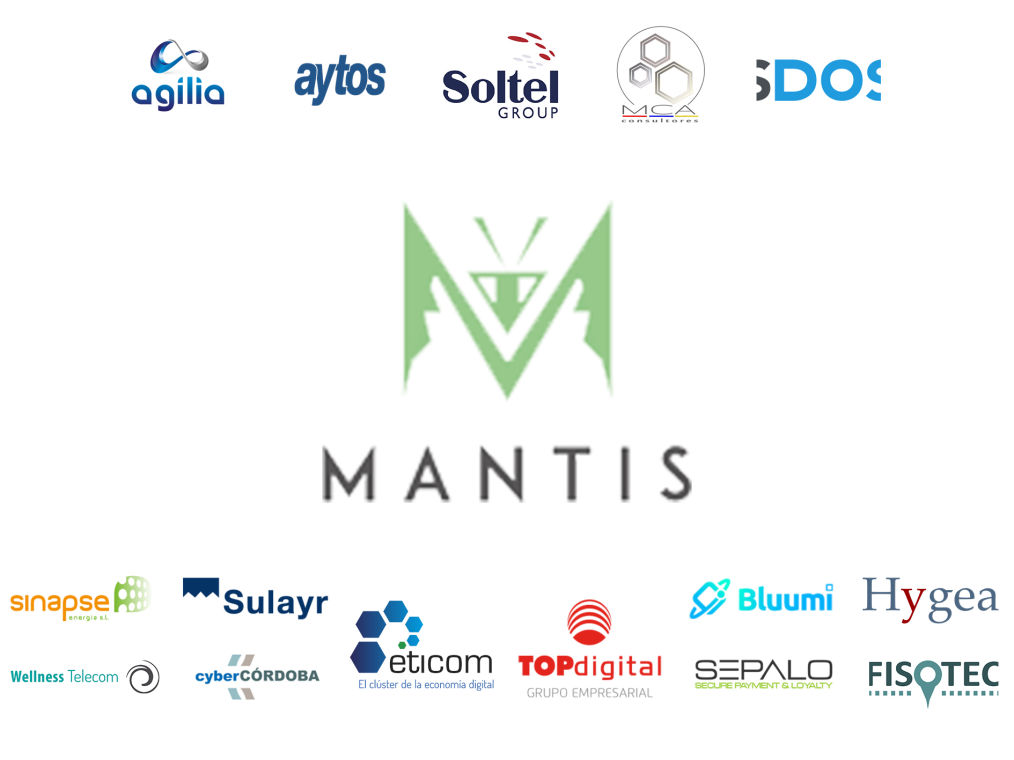 agilia
aytos
Soltel
GROUP
MCA
consultores
SDOS
MANTIS
sinapse
energía s.l.
Sulayr
Bluumi
Hygea
Wellness Telecom
cyberCÓRDOBA
eticom
El clúster de la economía digital
TOPdigital
GRUPO EMPRESARIAL
SEPALO
SECURE PAYMENT & LOYALTY
FISOTEC